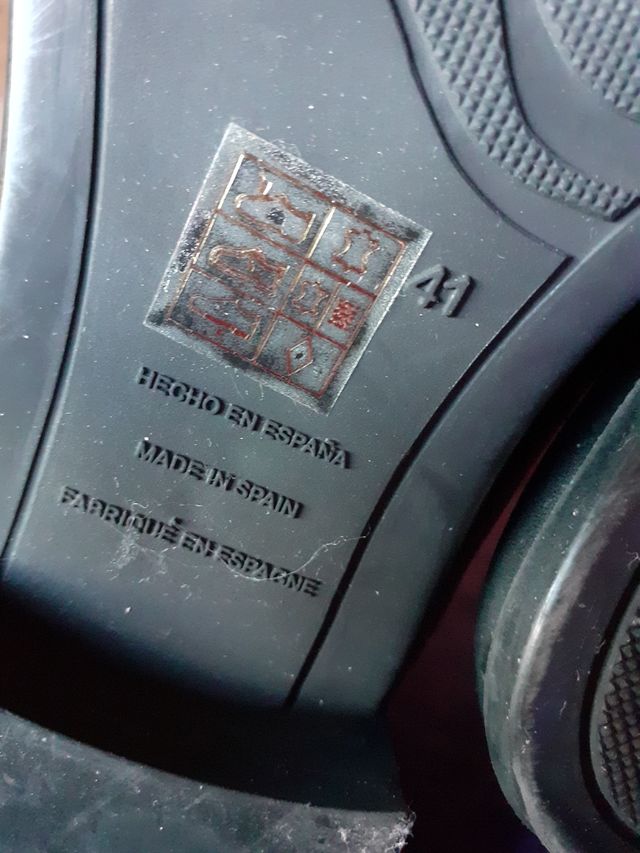 41
HECHO EN ESPAÑA
MADE IN SPAIN
FABRIQUÉ EN ESPAGNE